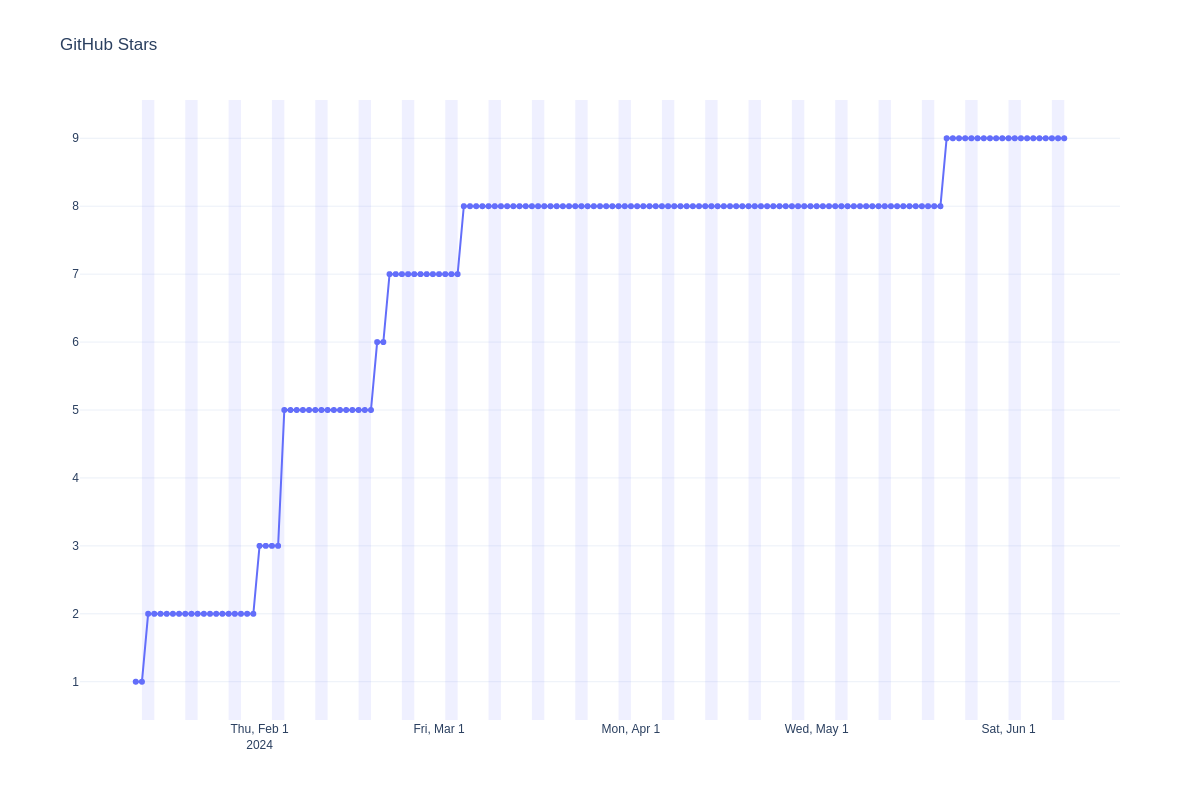 GitHub Stars
9
8
7
6
5
4
3
2
1
Thu, Feb 1
2024
Fri, Mar 1
Mon, Apr 1
Wed, May 1
Sat, Jun 1